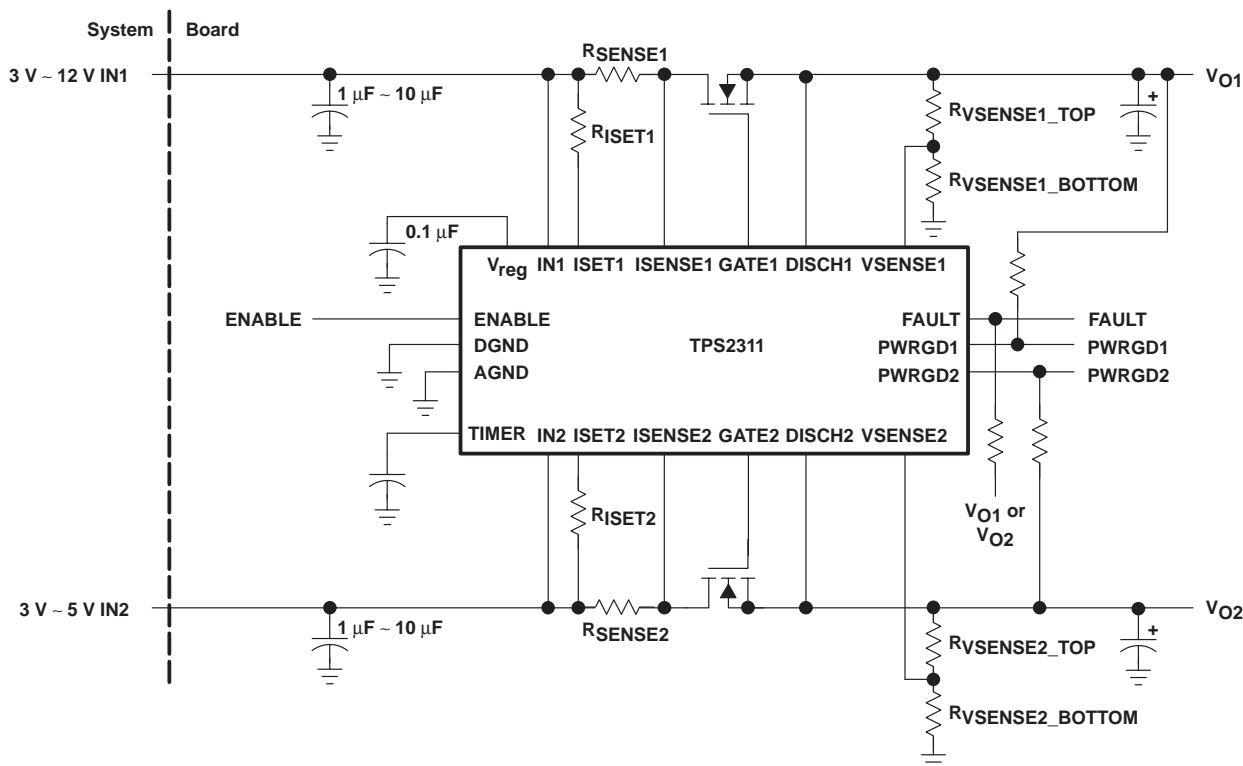 System Board
RSENSE1
3 V ~ 12 V IN1
VO1
1 µF ~ 10 µF
+
RVSENSE1_TOP
RISET1
RVSENSE1_BOTTOM
0.1 µF
Vreg IN1 ISET1 ISENSE1 GATE1 DISCH1 VSENSE1
ENABLE ENABLE FAULT FAULT
DGND TPS2311 PWRGD1 PWRGD1
AGND PWRGD2 PWRGD2
TIMER IN2 ISET2 ISENSE2 GATE2 DISCH2 VSENSE2
RISET2
VO1 or
VO2
3 V ~ 5 V IN2
VO2
1 µF ~ 10 µF
RSENSE2
+
RVSENSE2_TOP
RVSENSE2_BOTTOM